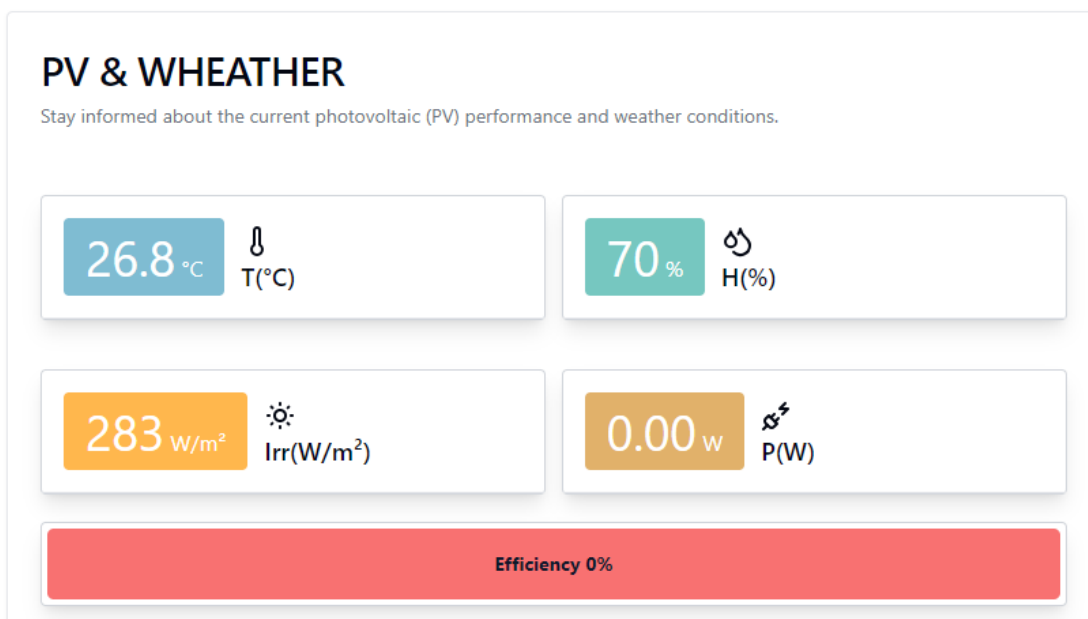 PV & WHEATHER
Stay informed about the current photovoltaic (PV) performance and weather conditions.
26.8 °C
T(°C)
70 %
H(%)
283 W/m²
Irr(W/m²)
0.00 W
P(W)
Efficiency 0%